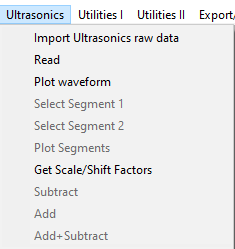 Ultrasonics Utilities I Utilities II Export/
Import Ultrasonics raw data
Read
Plot waveform
Select Segment 1
Select Segment 2
Plot Segments
Get Scale/Shift Factors
Subtract
Add
Add+Subtract